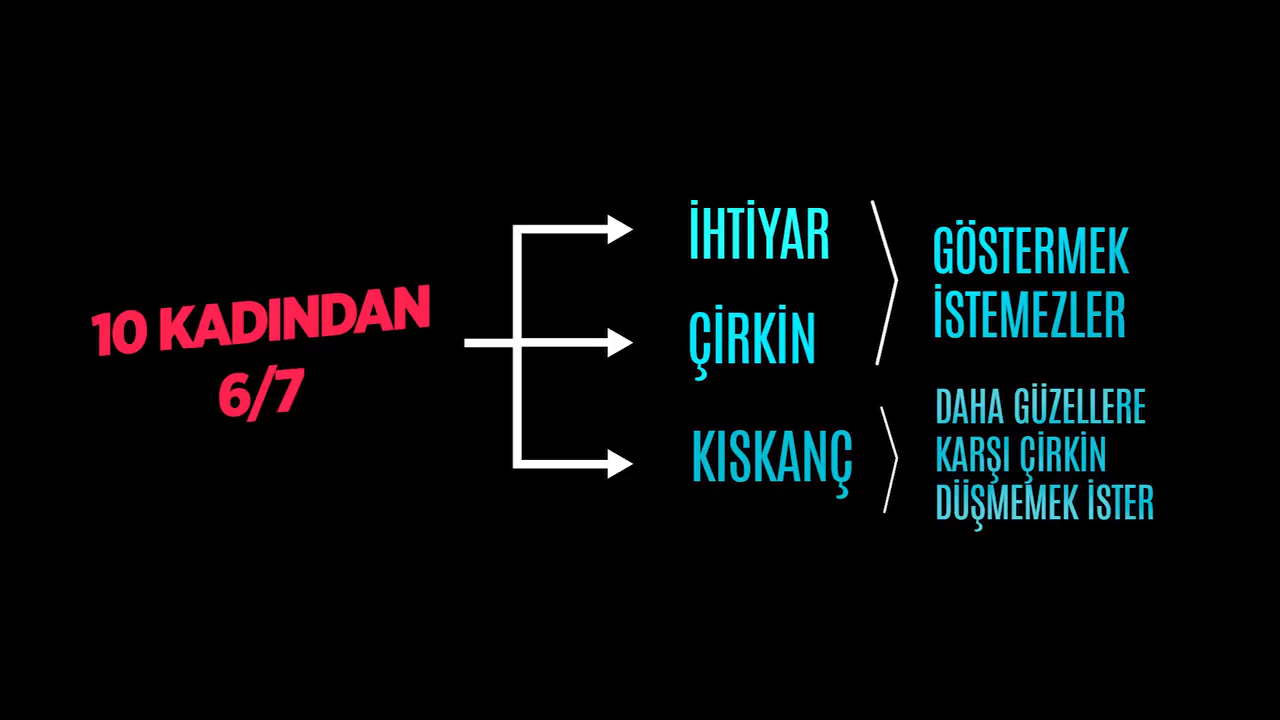 10 KADINDAN
6/7
İHTİYAR
ÇİRKİN
GÖSTERMEK
İSTEMEZLER
KISKANÇ
DAHA GÜZELLERE
KARŞI ÇİRKİN
DÜŞMEMEK İSTER